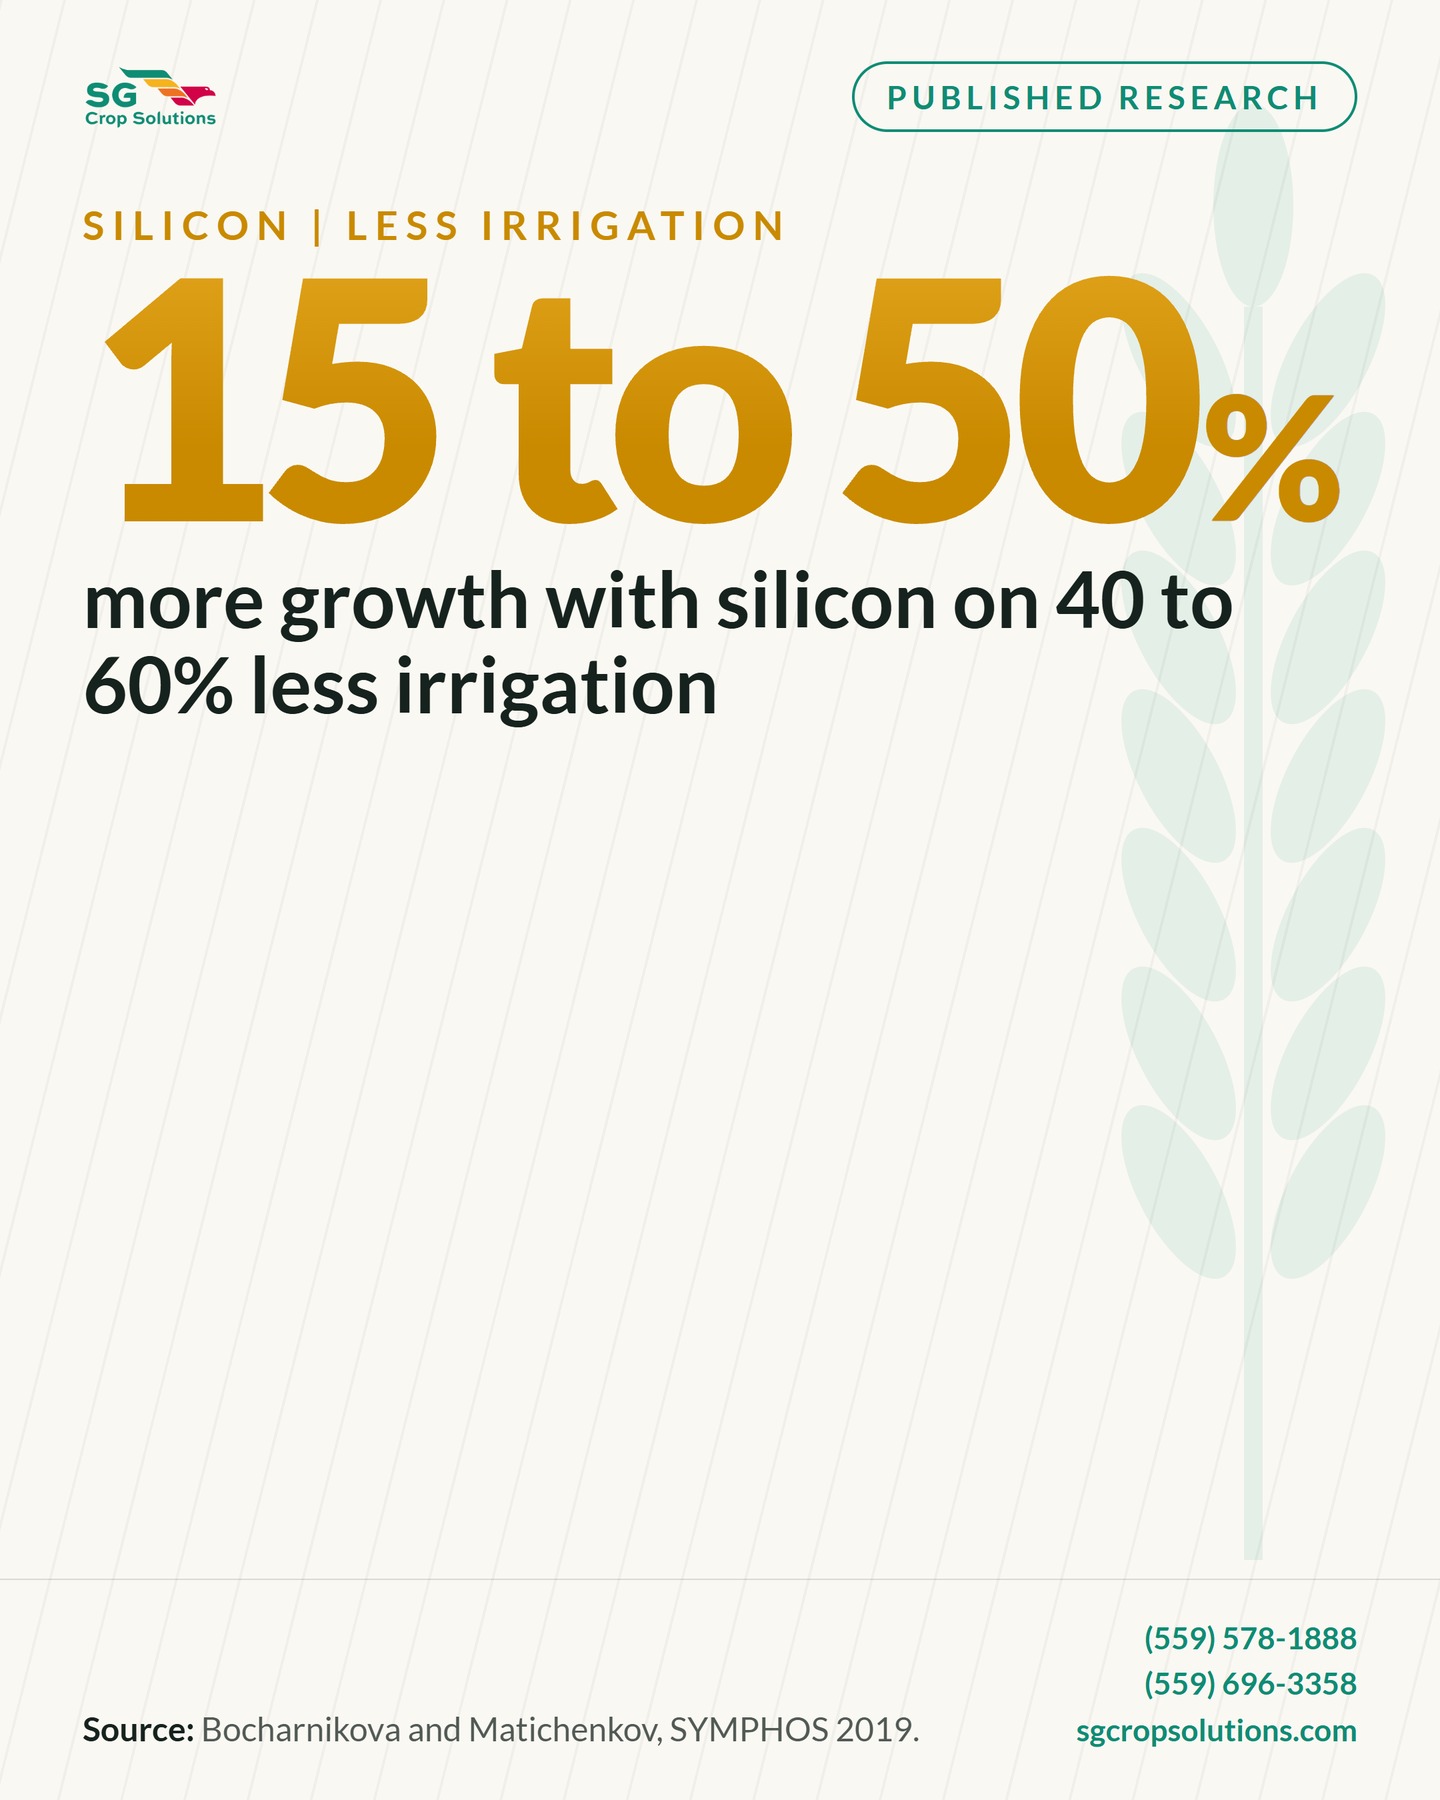 SG
Crop Solutions
PUBLISHED RESEARCH
SILICON | LESS IRRIGATION
15 to 50%
more growth with silicon on 40 to
60% less irrigation
(559) 578-1888
(559) 696-3358
Source: Bocharnikova and Matichenkov, SYMPHOS 2019.
sgcropsolutions.com